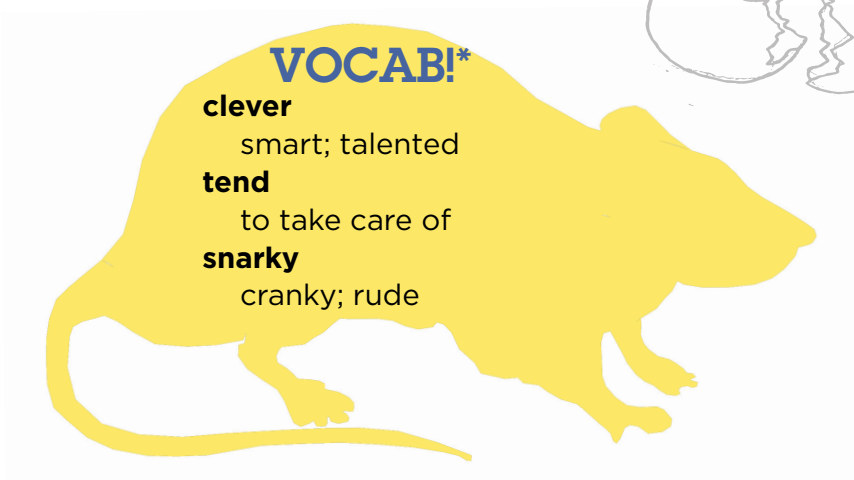 VOCAB!*
clever
smart; talented
tend
to take care of
snarky
cranky; rude